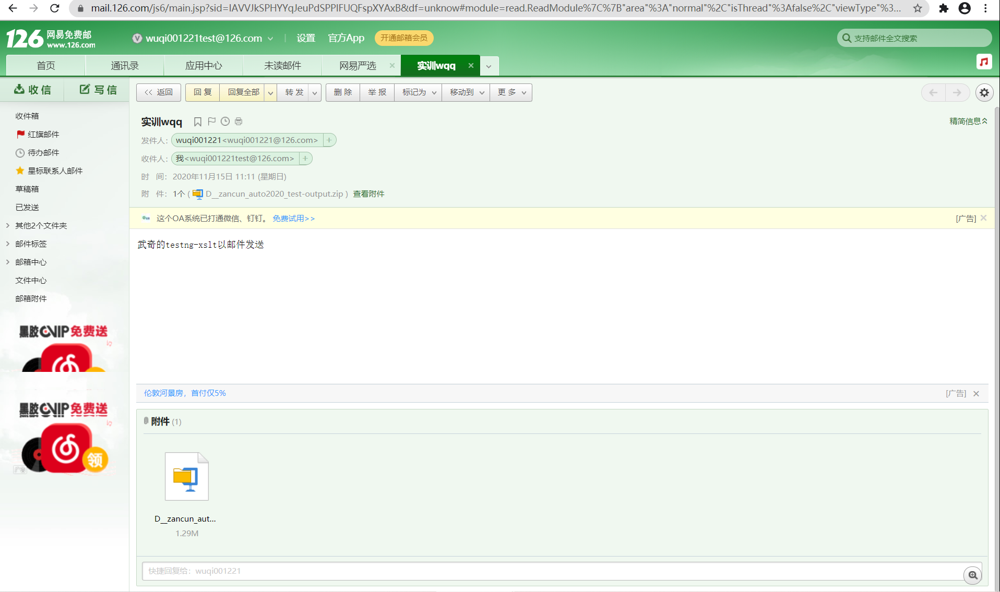 mail.126.com/js6/main.jsp?sid=IAVVJkSPHYYqJeuPdSPPIFUQFspXYAxB&df=unknow#module=read.ReadModule%7C%7B"area"%3A"normal"%2C"isThread"%3Afalse%2C"viewType"%3...
126 网易免费邮
www.126.com
wuqi001221test@126.com
设置
官方App
开通邮箱会员
支持邮件全文搜索
首页
通讯录
应用中心
未读邮件
网易严选
实训wqq
收信
写信
<< 返回
回复
回复全部
转发
删除
举报
标记为
移动到
更多
收件箱
红旗邮件
待办邮件
星标联系人邮件
草稿箱
已发送
其他2个文件夹
邮件标签
邮箱中心
文件中心
邮箱附件
黑胶VIP免费送
黑胶VIP免费送
领
广告
实训wqq
精简信息
发件人：wuqi001221<wuqi001221@126.com> +
收件人：我<wuqi001221test@126.com> +
时 间：2020年11月15日 11:11 (星期日)
附 件：1个 ( D__zancun_auto2020_test-output.zip ) 查看附件
这个OA系统已打通微信、钉钉。 免费试用>>
[广告]
武奇的testng-xslt以邮件发送
伦敦河景房，首付仅5%
[广告]
附件 (1)
D__zancun_aut...
1.29M
快捷回复给：wuqi001221